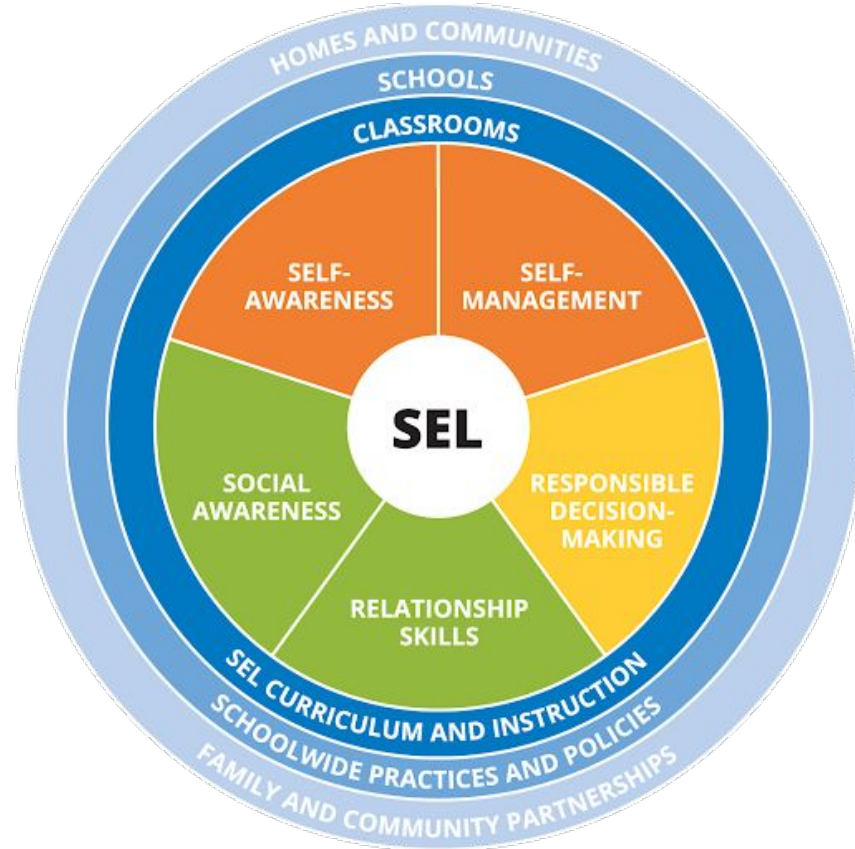 HOMES AND COMMUNITIES
SCHOOLS
CLASSROOMS
SELF-
AWARENESS
SELF-
MANAGEMENT
SEL
SOCIAL
AWARENESS
RESPONSIBLE
DECISION-
MAKING
RELATIONSHIP
SKILLS
SEL CURRICULUM AND INSTRUCTION
SCHOOLWIDE PRACTICES AND POLICIES
FAMILY AND COMMUNITY PARTNERSHIPS